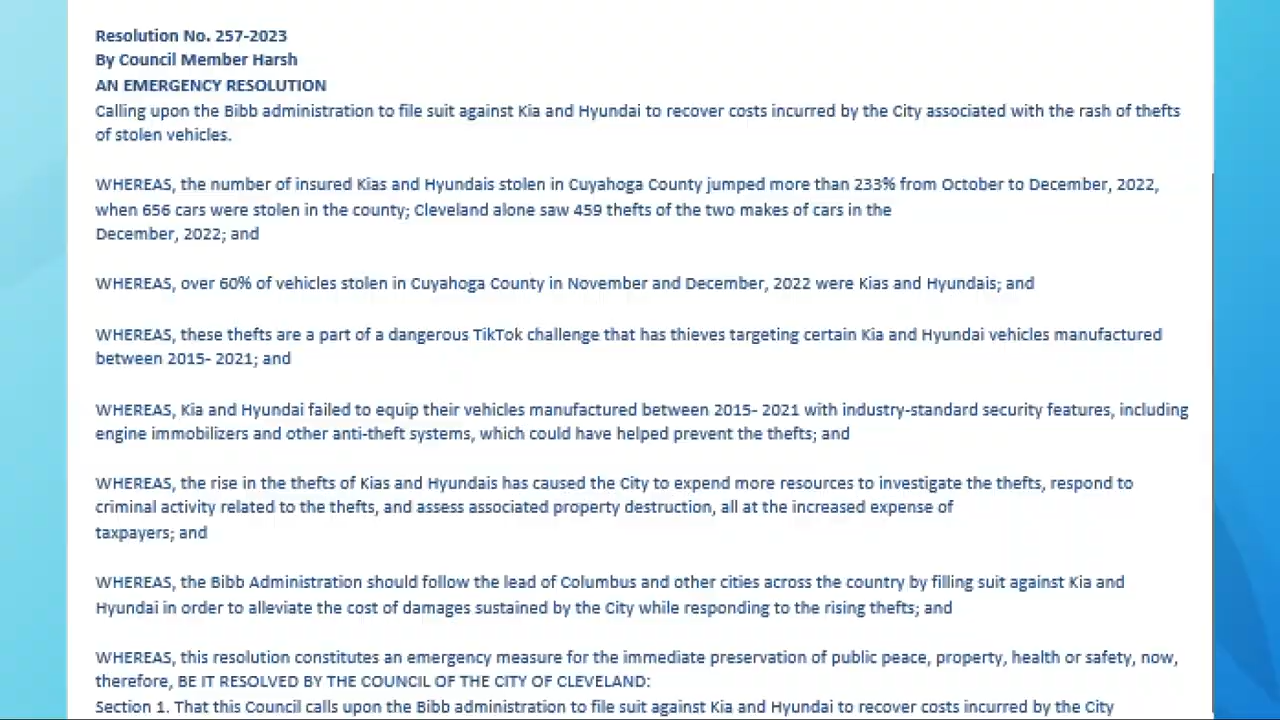 Resolution No. 257-2023
By Council Member Harsh
AN EMERGENCY RESOLUTION
Calling upon the Bibb administration to file suit against Kia and Hyundai to recover costs incurred by the City associated with the rash of thefts
of stolen vehicles.
WHEREAS, the number of insured Kias and Hyundais stolen in Cuyahoga County jumped more than 233% from October to December, 2022,
when 656 cars were stolen in the county; Cleveland alone saw 459 thefts of the two makes of cars in the
December, 2022; and
WHEREAS, over 60% of vehicles stolen in Cuyahoga County in November and December, 2022 were Kias and Hyundais; and
WHEREAS, these thefts are a part of a dangerous TikTok challenge that has thieves targeting certain Kia and Hyundai vehicles manufactured
between 2015- 2021; and
WHEREAS, Kia and Hyundai failed to equip their vehicles manufactured between 2015- 2021 with industry-standard security features, including
engine immobilizers and other anti-theft systems, which could have helped prevent the thefts; and
WHEREAS, the rise in the thefts of Kias and Hyundais has caused the City to expend more resources to investigate the thefts, respond to
criminal activity related to the thefts, and assess associated property destruction, all at the increased expense of
taxpayers; and
WHEREAS, the Bibb Administration should follow the lead of Columbus and other cities across the country by filling suit against Kia and
Hyundai in order to alleviate the cost of damages sustained by the City while responding to the rising thefts; and
WHEREAS, this resolution constitutes an emergency measure for the immediate preservation of public peace, property, health or safety, now,
therefore, BE IT RESOLVED BY THE COUNCIL OF THE CITY OF CLEVELAND:
Section 1. That this Council calls upon the Bibb administration to file suit against Kia and Hyundai to recover costs incurred by the City